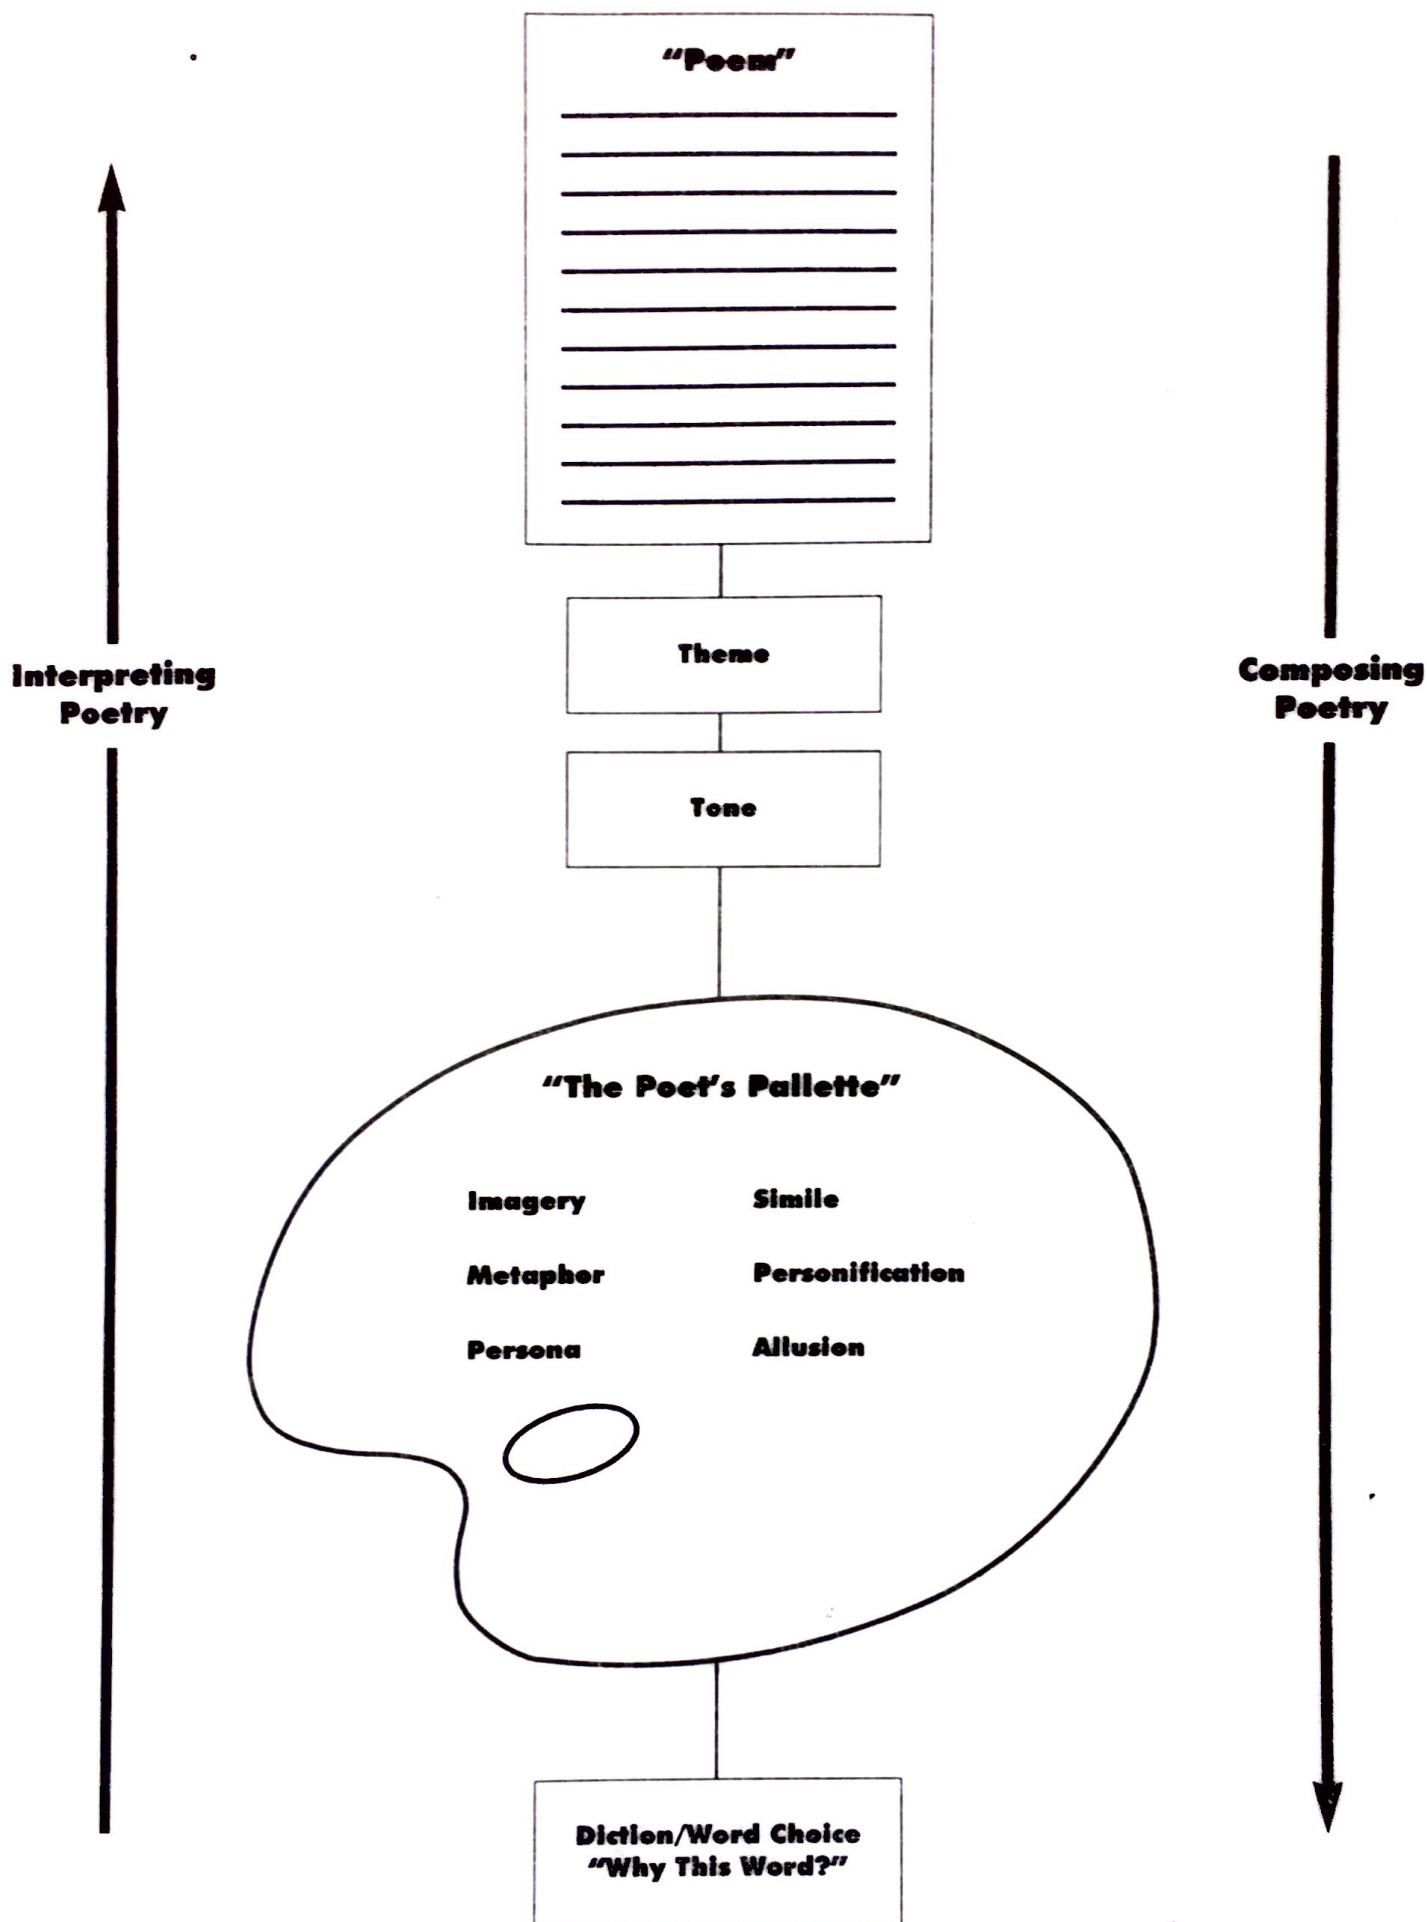 “Poem”
Theme
Interpreting
Poetry
Composing
Poetry
Tone
“The Poet’s Pallette”
Imagery
Simile
Metaphor
Personification
Persona
Allusion
Diction/Word Choice
“Why This Word?”